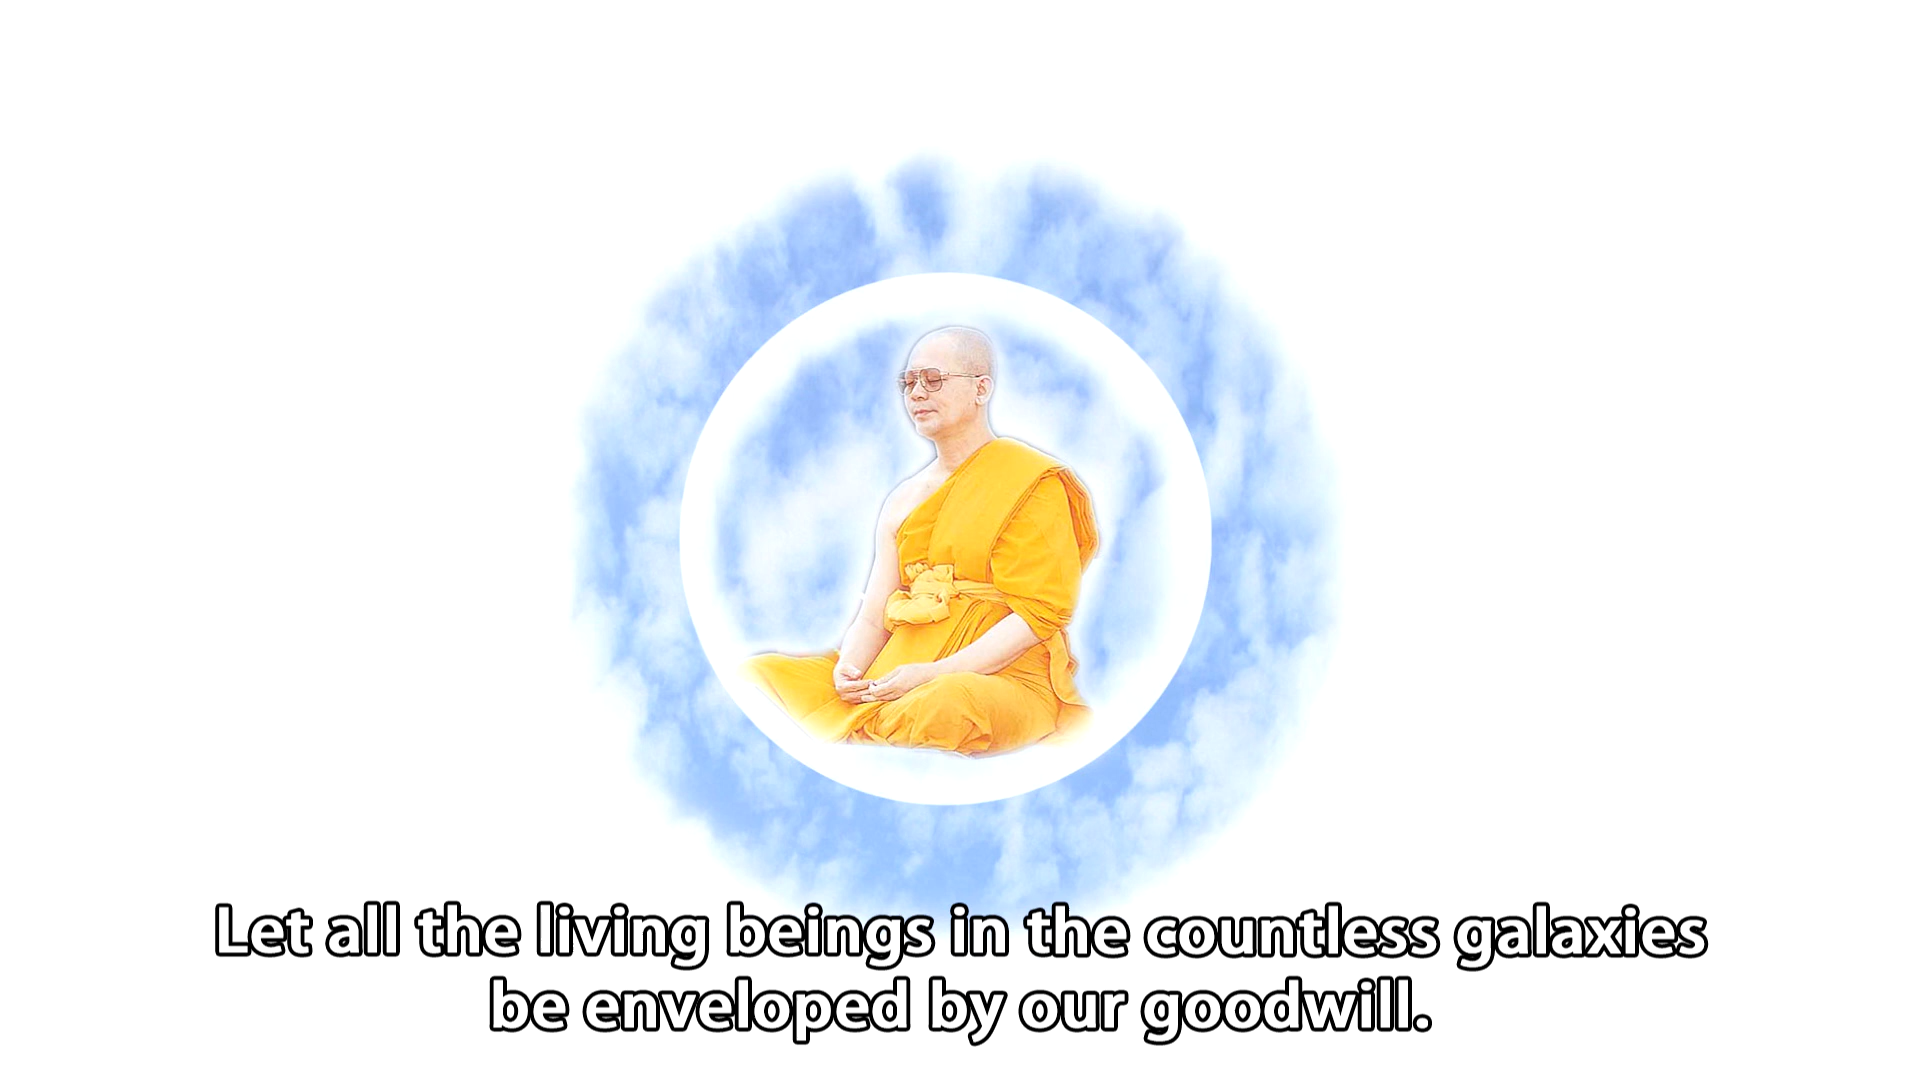 Let all the living beings in the countless galaxies
be enveloped by our goodwill.